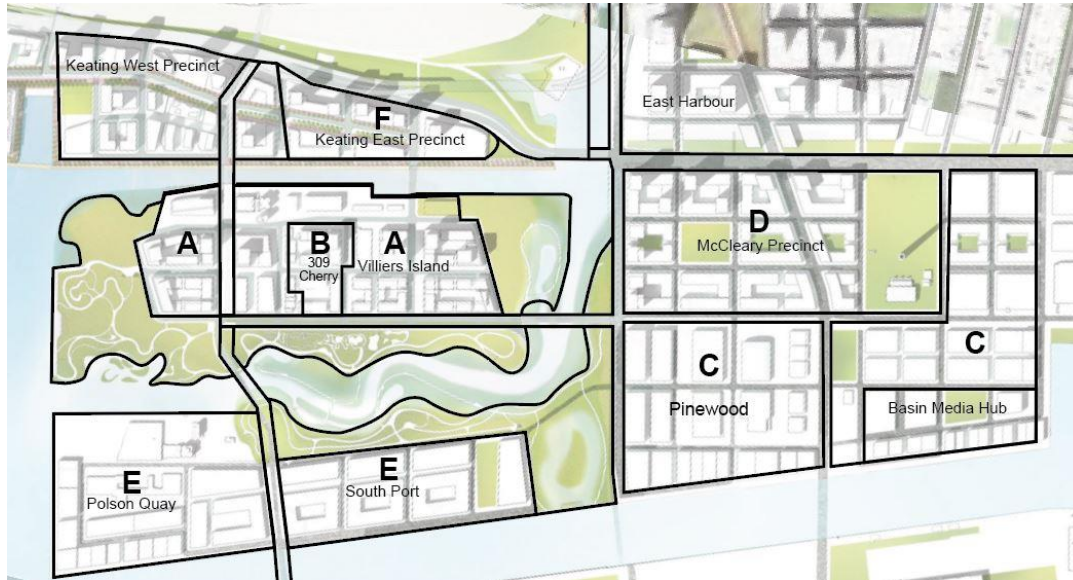 Keating West Precinct
F
Keating East Precinct
East Harbour
A
B
309
Cherry
A
Villiers Island
D
McCleary Precinct
C
Pinewood
C
Basin Media Hub
E
Polson Quay
E
South Port